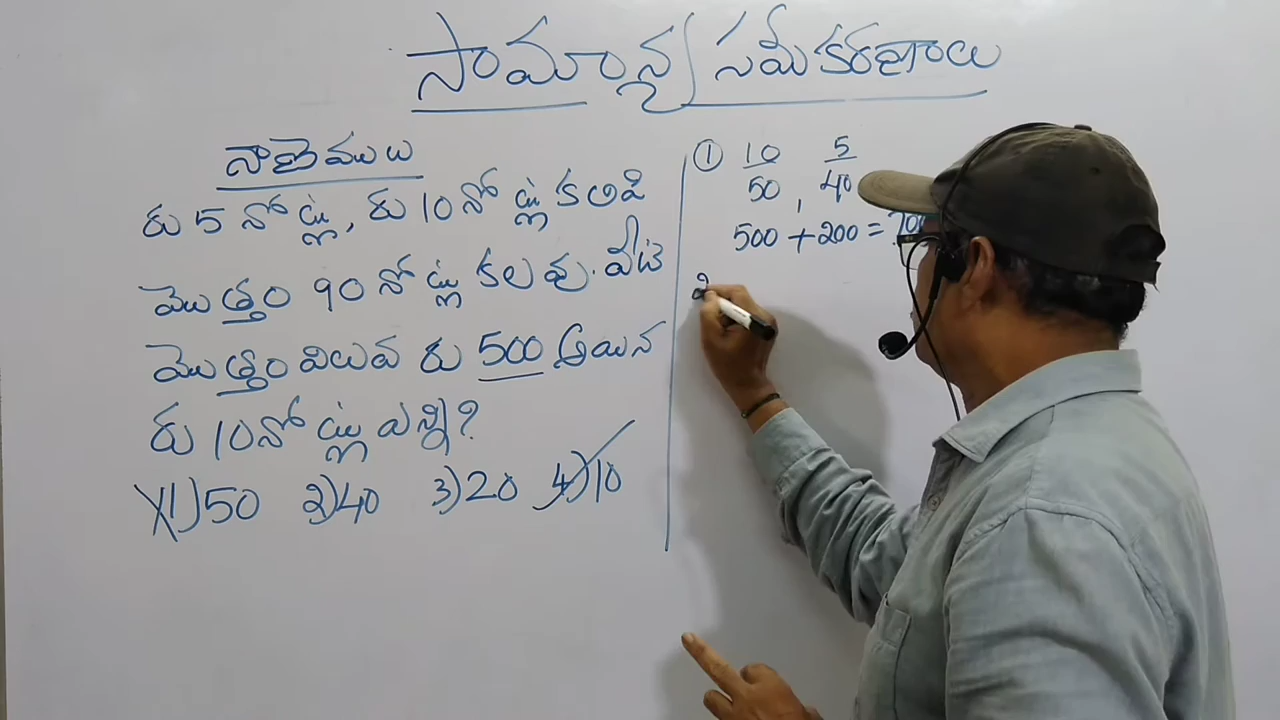 సామాన్య సమీకరణాలు
నాణెములు
రు 5 నోట్లు, రు 10 నోట్లు కలిపి
మొత్తం 90 నోట్లు కలవు. వీటి
మొత్తం విలువ రు 500 అయిన
రు 10 నోట్లు ఎన్ని?
1) 50 2) 40 3) 20 4) 10
① 10 5
50, 40
500 + 200 = 700